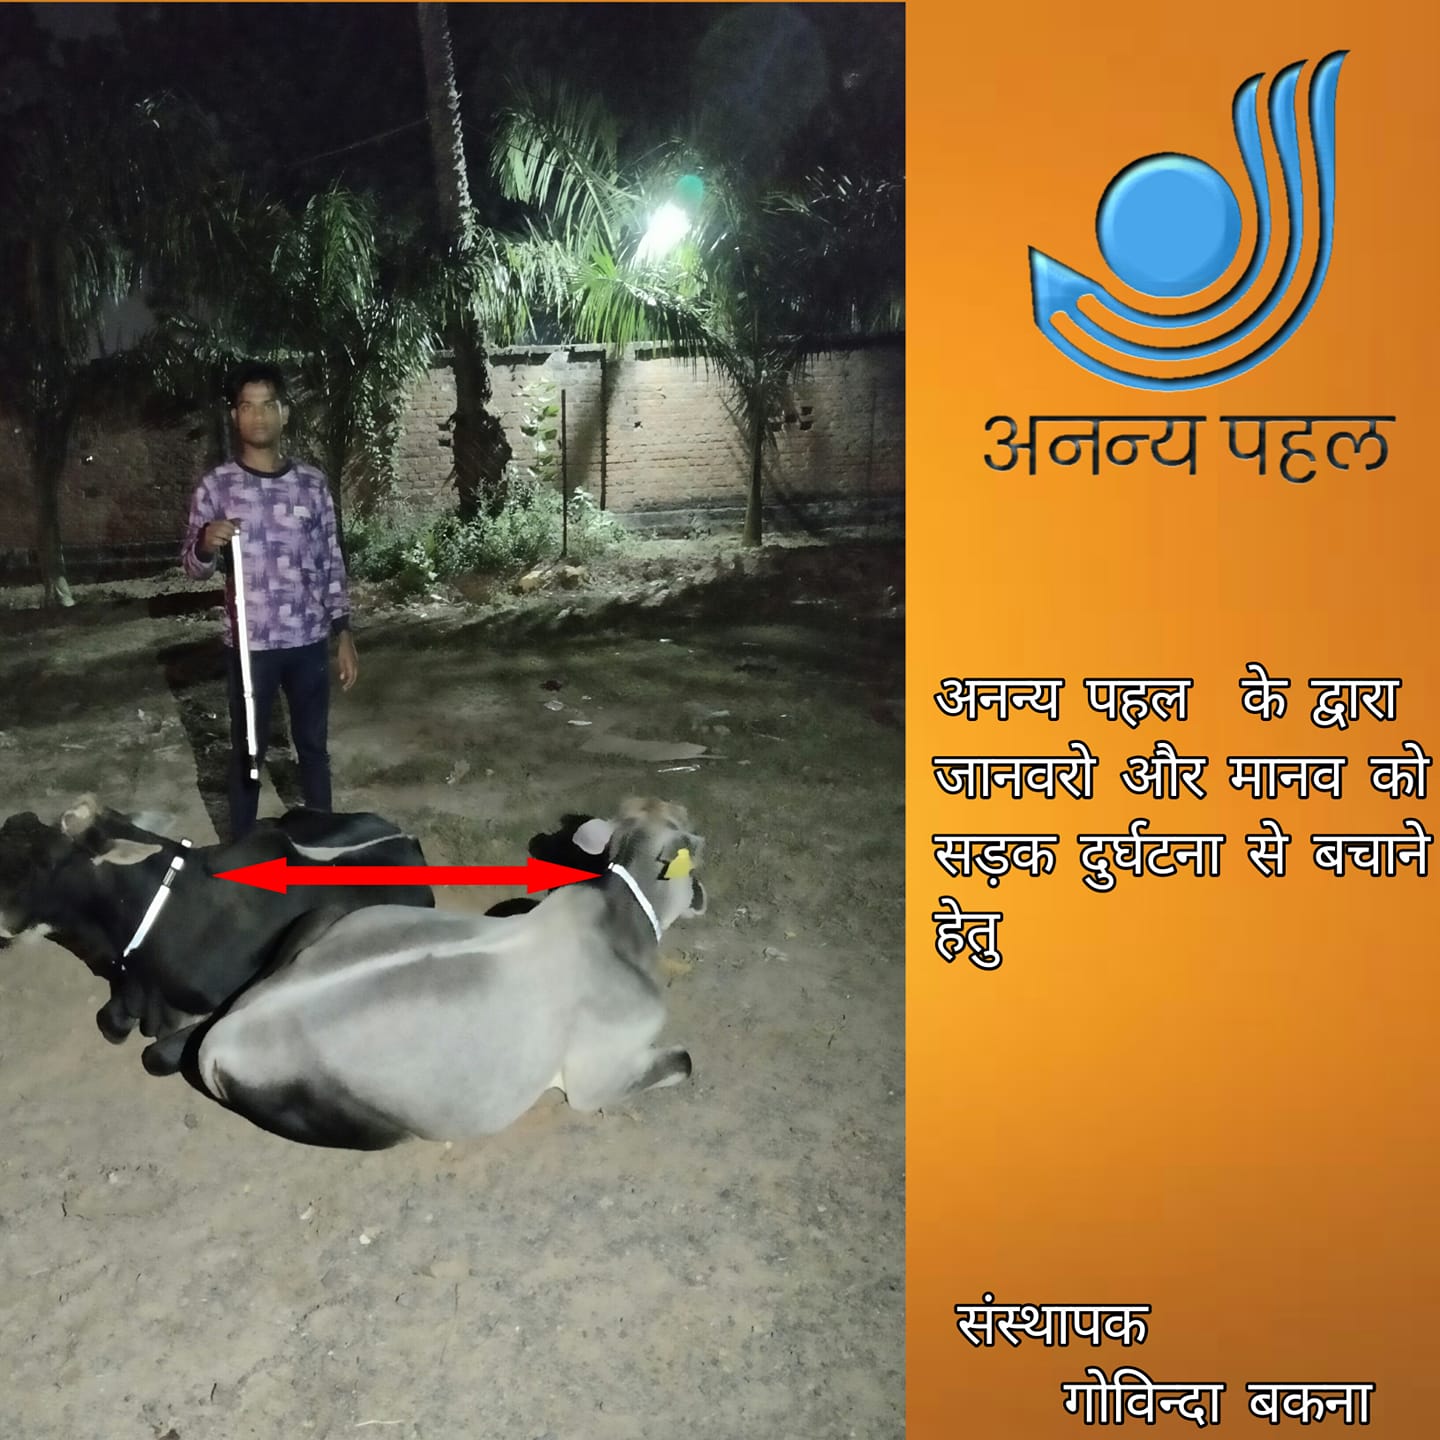 अनन्य पहल
अनन्य पहल के द्वारा
जानवरो और मानव को
सड़क दुर्घटना से बचाने
हेतु
संस्थापक
गोविन्दा बकना